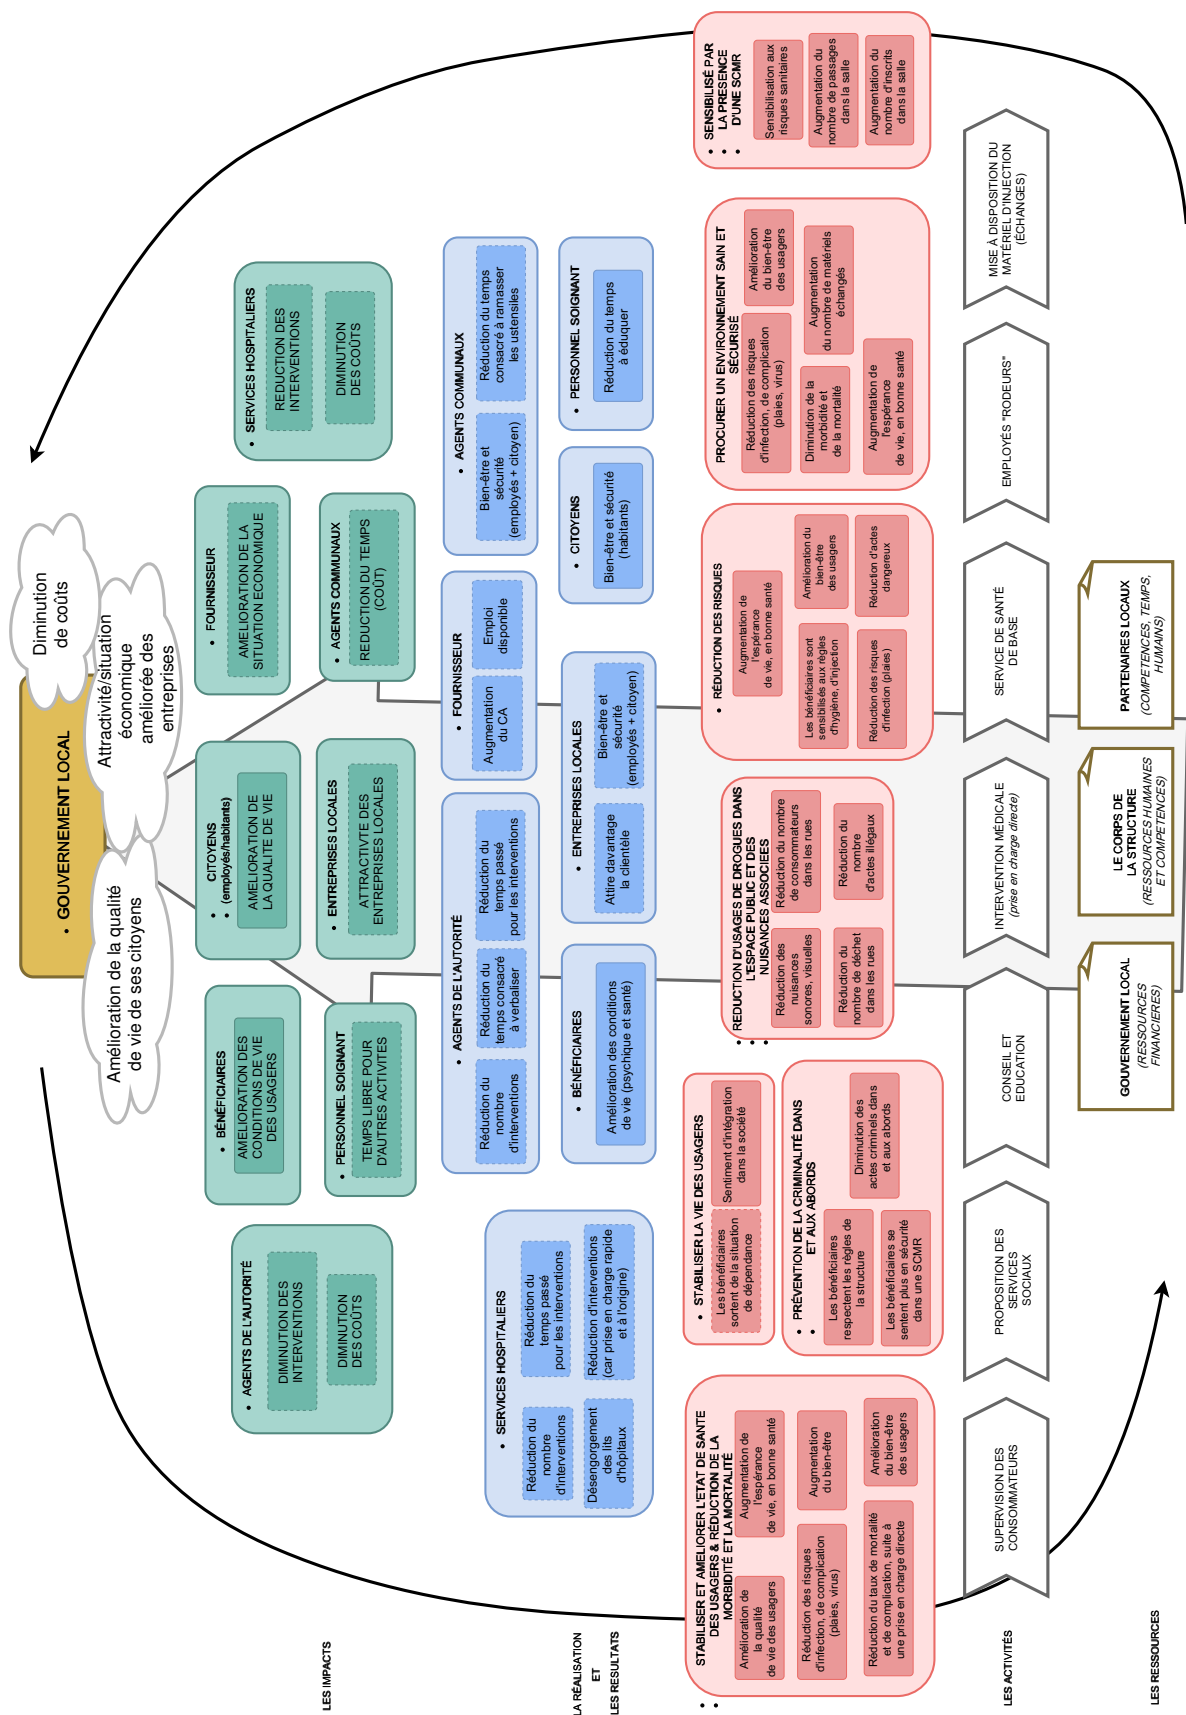 GOUVERNEMENT LOCAL
Diminution
de coûts
Attractivité/situation
économique
améliorée des
entreprises
Amélioration de la qualité
de vie de ses citoyens
LES IMPACTS
AGENTS DE L'AUTORITÉ
DIMINUTION DES
INTERVENTIONS
DIMINUTION
DES COÛTS
BÉNÉFICIAIRES
AMELIORATION DES
CONDITIONS DE VIE
DES USAGERS
CITOYENS
(employés/habitants)
AMELIORATION DE
LA QUALITE DE VIE
FOURNISSEUR
AMELIORATION DE LA
SITUATION ECONOMIQUE
SERVICES HOSPITALIERS
REDUCTION DES
INTERVENTIONS
DIMINUTION
DES COÛTS
PERSONNEL SOIGNANT
TEMPS LIBRE POUR
D'AUTRES ACTIVITES
ENTREPRISES LOCALES
ATTRACTIVTE DES
ENTREPRISES LOCALES
AGENTS COMMUNAUX
REDUCTION DU TEMPS
(COÛT)
LA RÉALISATION
ET
LES RESULTATS
SERVICES HOSPITALIERS
Réduction du
nombre
d'interventions
Réduction du
temps passé
pour les interventions
Désengorgement
des lits
d'hôpitaux
Réduction d'interventions
(car prise en charge rapide
et à l'origine)
AGENTS DE L'AUTORITÉ
Réduction du
nombre
d'interventions
Réduction du
temps consacré
à verbaliser
Réduction du
temps passé
pour les interventions
FOURNISSEUR
Augmentation
du CA
Emploi
disponible
AGENTS COMMUNAUX
Bien-être et
sécurité
(employés + citoyen)
Réduction du temps
consacré à ramasser
les ustensiles
BÉNÉFICIAIRES
Amélioration des conditions
de vie (psychique et santé)
ENTREPRISES LOCALES
Attire davantage
la clientèle
Bien-être et
sécurité
(employés + citoyen)
CITOYENS
Bien-être et sécurité
(habitants)
PERSONNEL SOIGNANT
Réduction du temps
à éduquer
STABILISER ET AMELIORER L'ETAT DE SANTE
DES USAGERS & RÉDUCTION DE LA
MORBIDITÉ ET LA MORTALITÉ
Amélioration de
la qualité
de vie des usagers
Augmentation de
l'espérance
de vie, en bonne santé
Réduction des risques
d'infection, de complication
(plaies, virus)
Augmentation
du bien-être
Réduction du taux de mortalité
et de complication, suite à
une prise en charge directe
Amélioration
du bien-être
des usagers
STABILISER LA VIE DES USAGERS
Les bénéficiaires
sortent de la situation
de dépendance
Sentiment d'intégration
dans la société
PRÉVENTION DE LA CRIMINALITÉ DANS
ET AUX ABORDS
Les bénéficiaires
respectent les règles de
la structure
Diminution des
actes criminels dans
et aux abords
Les bénéficiaires se
sentent plus en sécurité
dans une SCMR
REDUCTION D'USAGES DE DROGUES DANS
L'ESPACE PUBLIC ET DES
NUISANCES ASSOCIEES
Réduction des
nuisances
sonores, visuelles
Réduction du nombre
de consommateurs
dans les rues
Réduction du
nombre de déchet
dans les rues
Réduction du
nombre
d'actes illégaux
RÉDUCTION DES RISQUES
Augmentation de
l'espérance
de vie, en bonne santé
Les bénéficiaires sont
sensibilisés aux règles
d'hygiène, d'injection
Amélioration du
bien-être
des usagers
Réduction des risques
d'infection (plaies)
Réduction d'actes
dangereux
PROCURER UN ENVIRONNEMENT SAIN ET
SÉCURISÉ
Réduction des risques
d'infection, de complication
(plaies, virus)
Amélioration
du bien-être
des usagers
Diminution de la
morbidité et
de la mortalité
Augmentation
du nombre de matériels
échangés
Augmentation de
l'espérance
de vie, en bonne santé
SENSIBILISÉ PAR
LA PRESENCE
D'UNE SCMR
Sensibilisation aux
risques sanitaires
Augmentation du
nombre de passages
dans la salle
Augmentation du
nombre d'inscrits
dans la salle
LES ACTIVITÉS
SUPERVISION DES
CONSOMMATEURS
PROPOSITION DES
SERVICES
SOCIAUX
CONSEIL ET
EDUCATION
INTERVENTION MÉDICALE
(prise en charge directe)
SERVICE DE SANTÉ
DE BASE
EMPLOYÉS "RODEURS"
MISE À DISPOSITION DU
MATÉRIEL D'INJECTION
(ÉCHANGES)
LES RESSOURCES
GOUVERNEMENT LOCAL
(RESSOURCES
FINANCIERES)
LE CORPS DE
LA STRUCTURE
(RESSOURCES HUMAINES
ET COMPETENCES)
PARTENAIRES LOCAUX
(COMPETENCES, TEMPS,
HUMAINS)